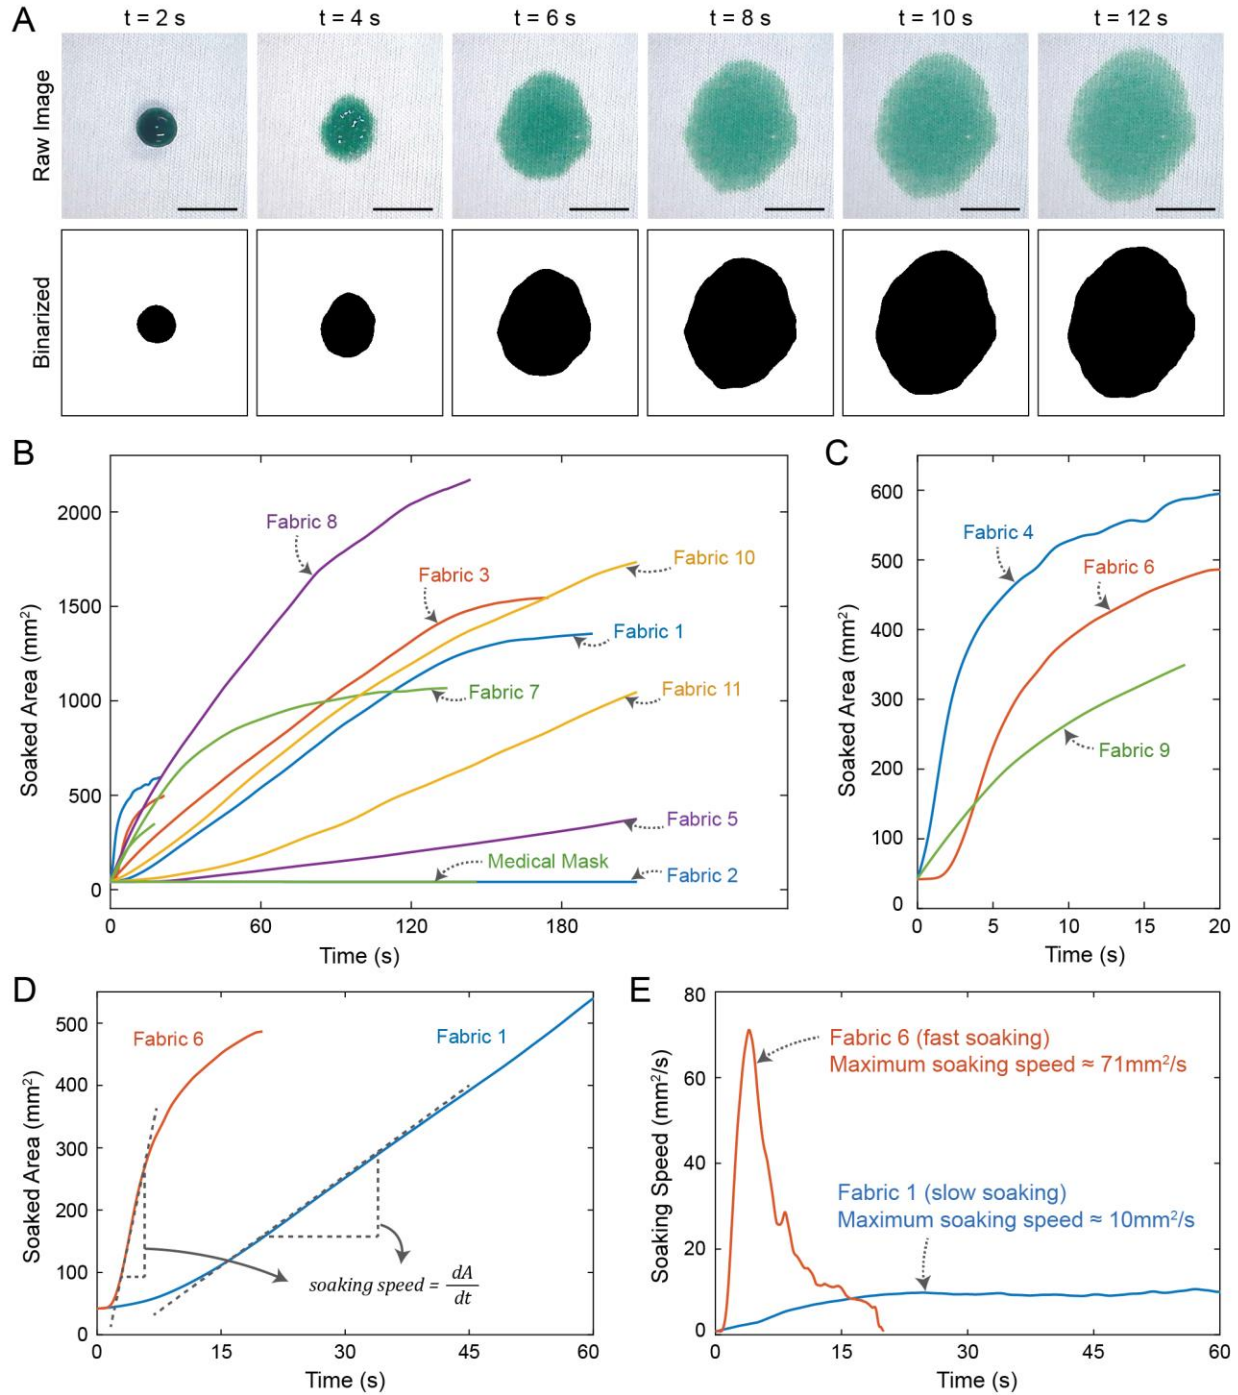 A
t = 2 s
t = 4 s
t = 6 s
t = 8 s
t = 10 s
t = 12 s
Raw Image
Binarized
B
Soaked Area (mm²)
2000
1500
1000
500
0
Fabric 8
Fabric 3
Fabric 10
Fabric 1
Fabric 7
Fabric 11
Fabric 5
Medical Mask
Fabric 2
0
60
120
180
Time (s)
C
Soaked Area (mm²)
600
500
400
300
200
100
0
Fabric 4
Fabric 6
Fabric 9
0
5
10
15
20
Time (s)
D
Soaked Area (mm²)
500
400
300
200
100
0
Fabric 6
Fabric 1
soaking speed = dA/dt
0
15
30
45
60
Time (s)
E
Soaking Speed (mm²/s)
80
60
40
20
0
Fabric 6 (fast soaking)
Maximum soaking speed ≈ 71mm²/s
Fabric 1 (slow soaking)
Maximum soaking speed ≈ 10mm²/s
0
15
30
45
60
Time (s)